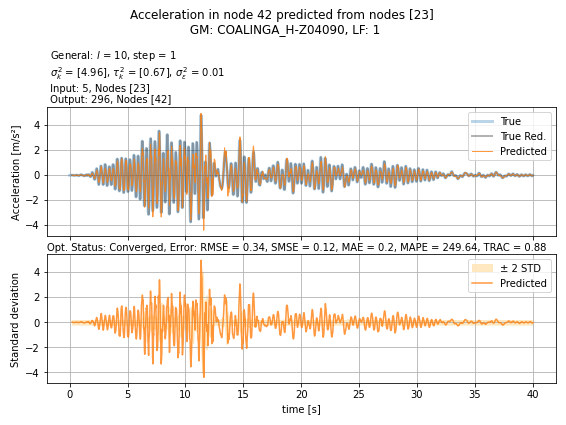 Acceleration in node 42 predicted from nodes [23]
GM: COALINGA_H-Z04090, LF: 1
General: l = 10, step = 1
σ²ₖ = [4.96], τ²ₖ = [0.67], σ²ε = 0.01
Input: 5, Nodes [23]
Output: 296, Nodes [42]
Acceleration [m/s²]
4
2
0
−2
−4
True
True Red.
Predicted
Opt. Status: Converged, Error: RMSE = 0.34, SMSE = 0.12, MAE = 0.2, MAPE = 249.64, TRAC = 0.88
Standard deviation
4
2
0
−2
−4
± 2 STD
Predicted
0 5 10 15 20 25 30 35 40
time [s]